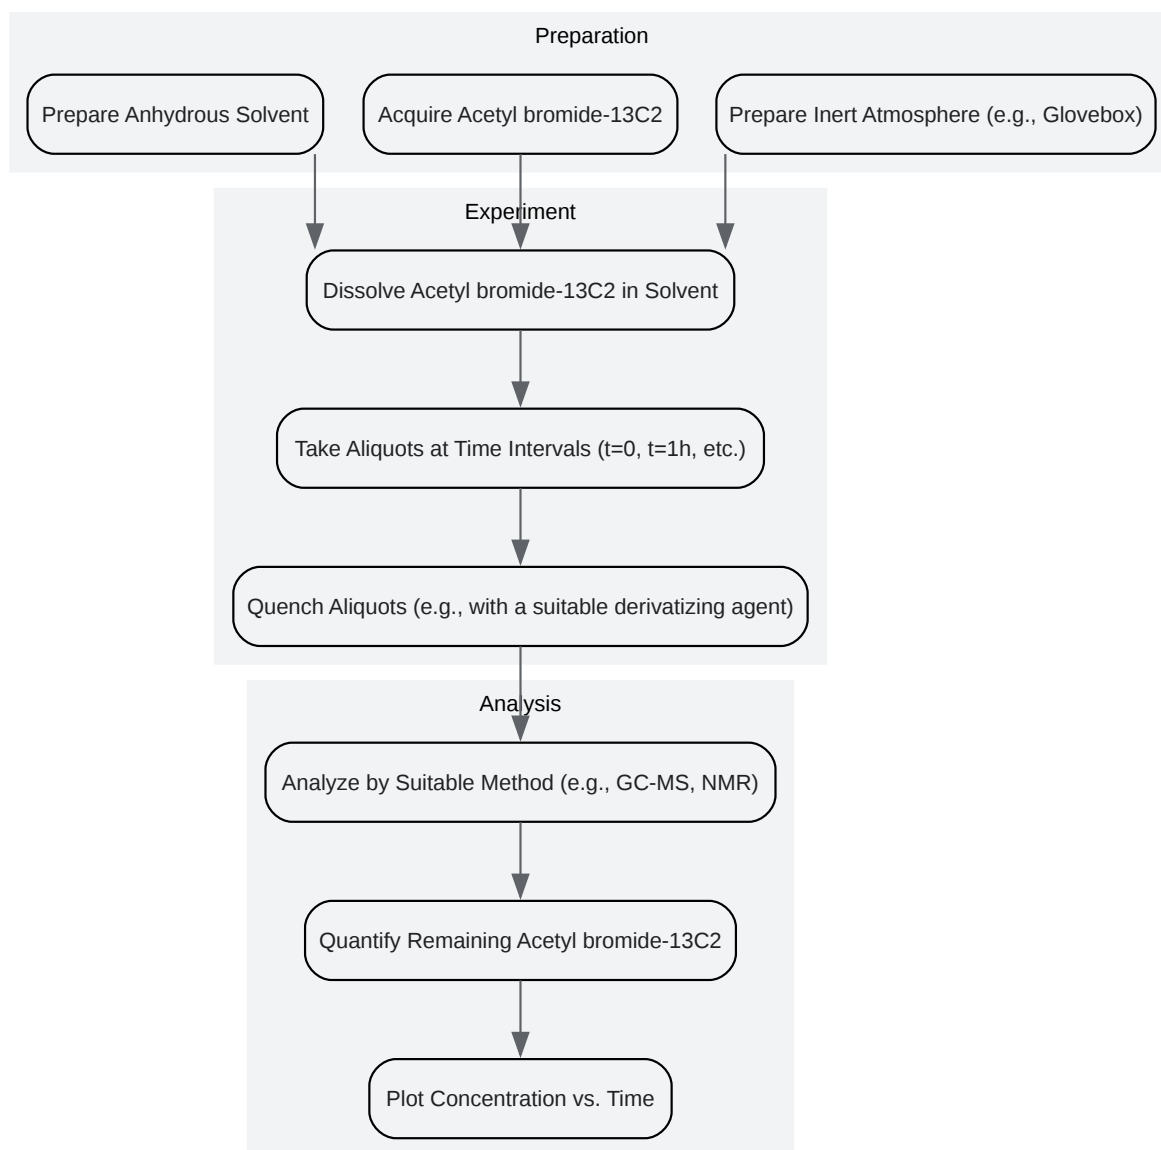 Preparation
Prepare Anhydrous Solvent
Acquire Acetyl bromide-13C2
Prepare Inert Atmosphere (e.g., Glovebox)
Experiment
Dissolve Acetyl bromide-13C2 in Solvent
Take Aliquots at Time Intervals (t=0, t=1h, etc.)
Quench Aliquots (e.g., with a suitable derivatizing agent)
Analysis
Analyze by Suitable Method (e.g., GC-MS, NMR)
Quantify Remaining Acetyl bromide-13C2
Plot Concentration vs. Time